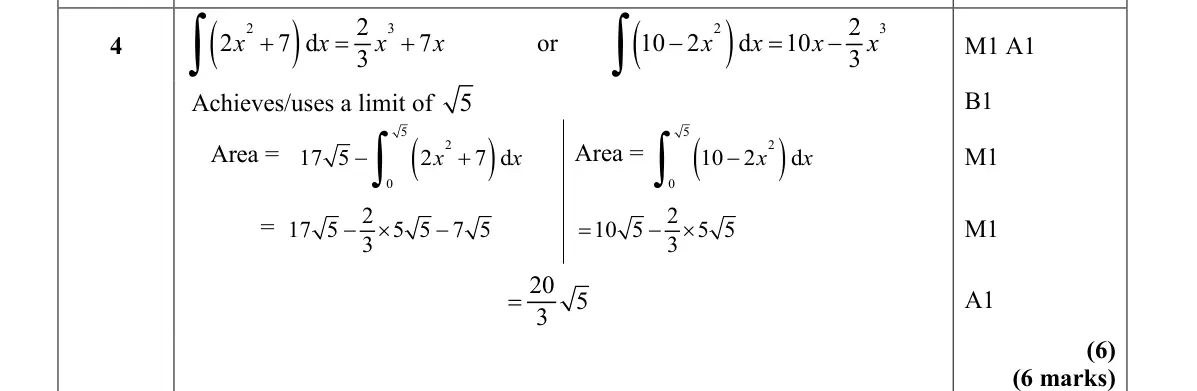 4 ∫(2x² + 7) dx = 2/3 x³ + 7x or ∫(10 − 2x²) dx = 10x − 2/3 x³ M1 A1
Achieves/uses a limit of √5 B1
Area = 17√5 − ∫₀^√5 (2x² + 7) dx Area = ∫₀^√5 (10 − 2x²) dx M1
= 17√5 − 2/3 × 5√5 − 7√5 = 10√5 − 2/3 × 5√5 M1
= 20/3 √5 A1
(6)
(6 marks)